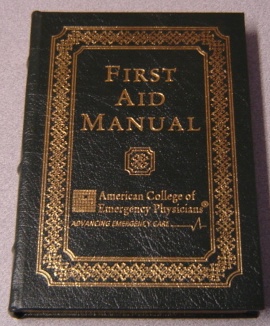 FIRST
AID
MANUAL
American College of
Emergency Physicians®
ADVANCING EMERGENCY CARE